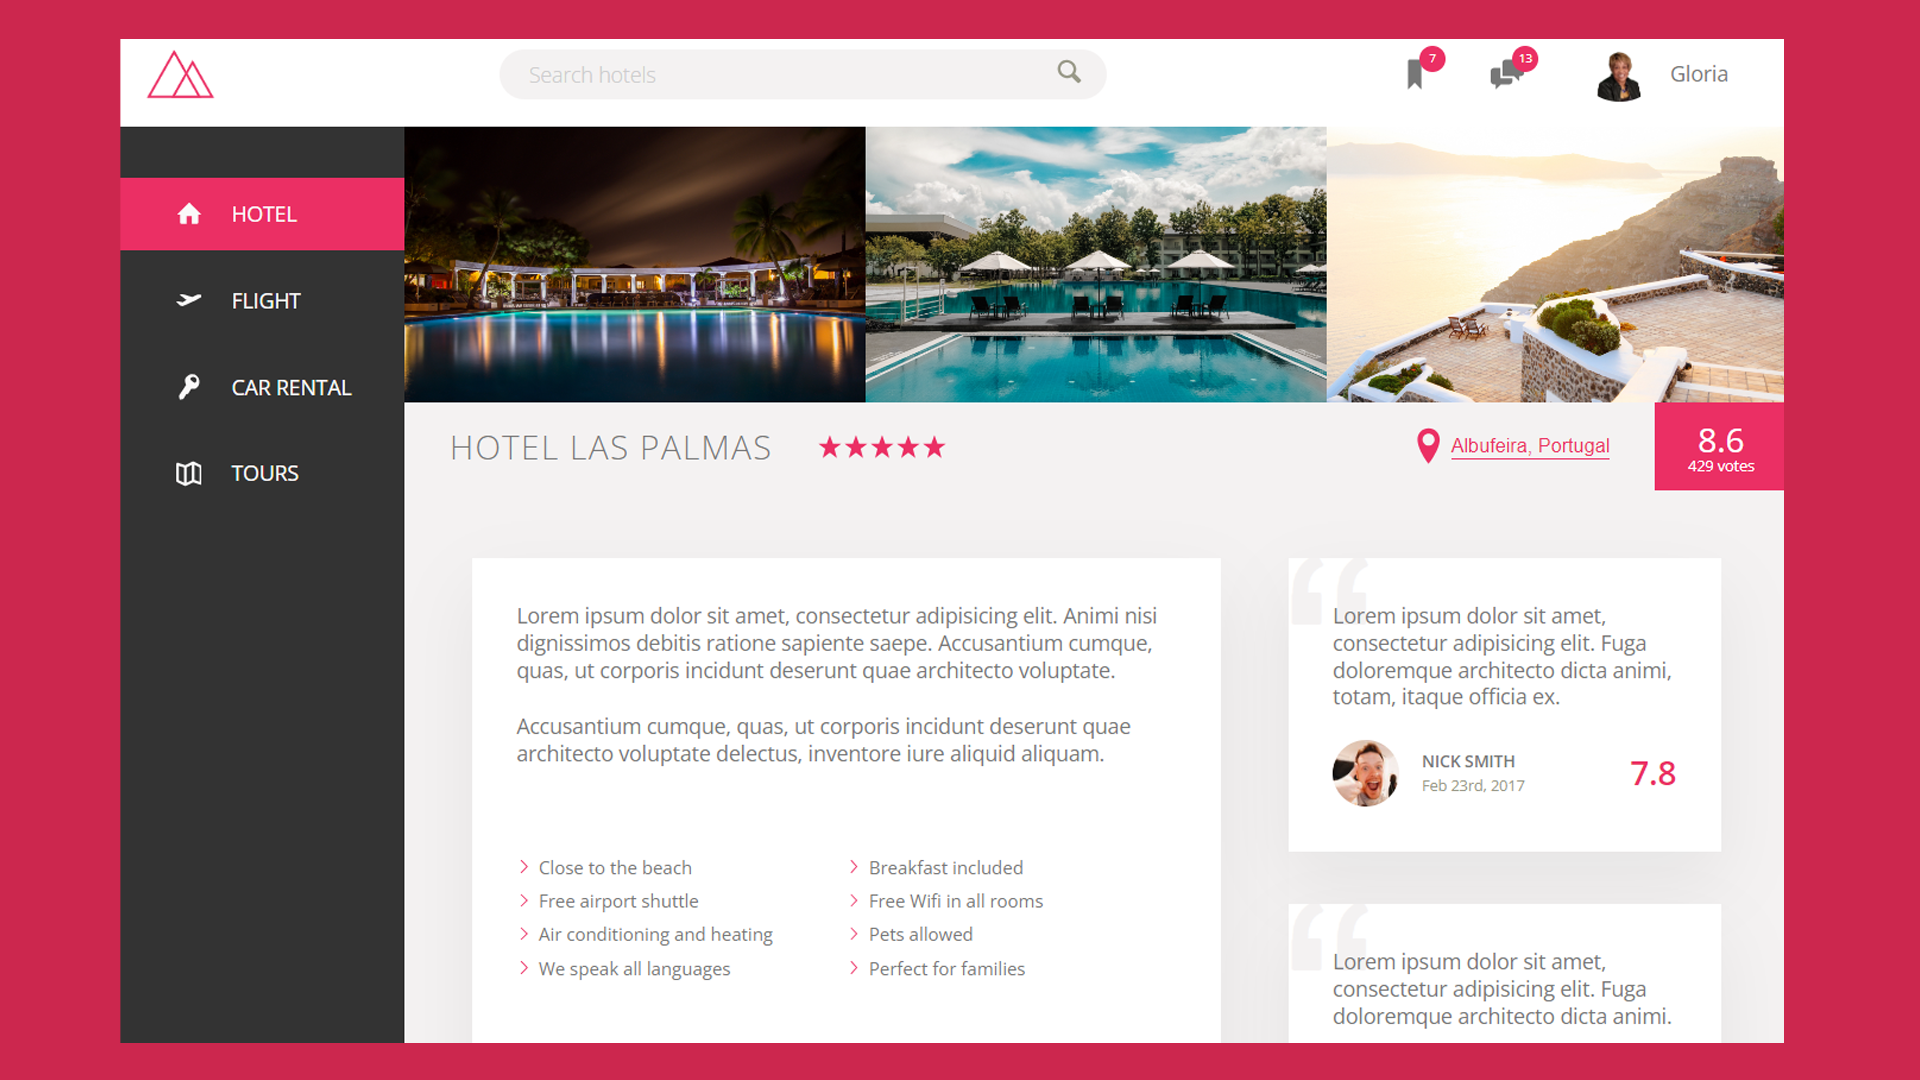 Search hotels
7
13
Gloria
HOTEL
FLIGHT
CAR RENTAL
TOURS
HOTEL LAS PALMAS
Albufeira, Portugal
8.6
429 votes
Lorem ipsum dolor sit amet, consectetur adipisicing elit. Animi nisi
dignissimos debitis ratione sapiente saepe. Accusantium cumque,
quas, ut corporis incidunt deserunt quae architecto voluptate.
Accusantium cumque, quas, ut corporis incidunt deserunt quae
architecto voluptate delectus, inventore iure aliquid aliquam.
Close to the beach
Free airport shuttle
Air conditioning and heating
We speak all languages
Breakfast included
Free Wifi in all rooms
Pets allowed
Perfect for families
“
Lorem ipsum dolor sit amet,
consectetur adipisicing elit. Fuga
doloremque architecto dicta animi,
totam, itaque officia ex.
NICK SMITH
Feb 23rd, 2017
7.8
“
Lorem ipsum dolor sit amet,
consectetur adipisicing elit. Fuga
doloremque architecto dicta animi.